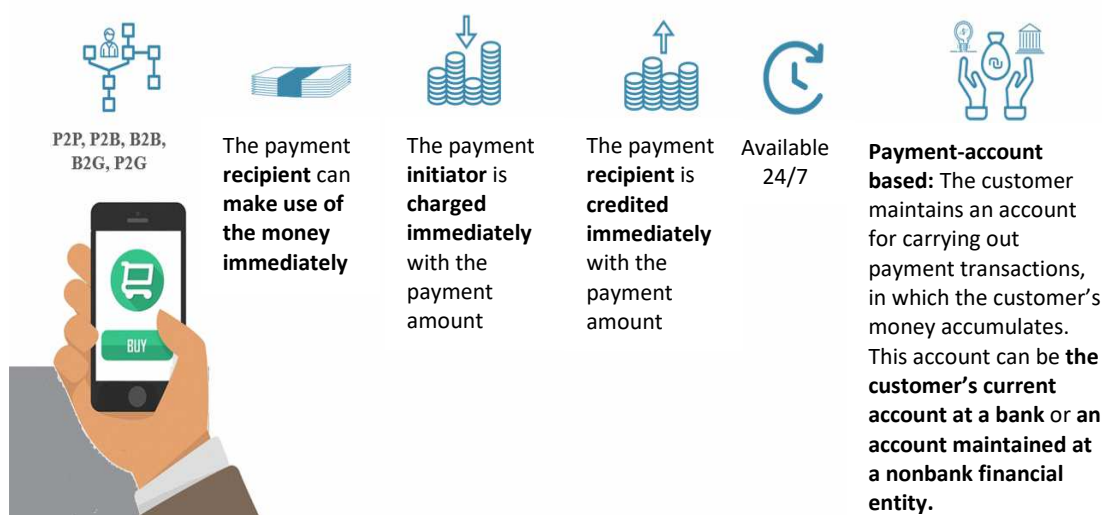 P2P, P2B, B2B,
B2G, P2G
BUY
The payment
recipient can
make use of
the money
immediately
The payment
initiator is
charged
immediately
with the
payment
amount
The payment
recipient is
credited
immediately
with the
payment
amount
Available
24/7
Payment-account
based: The customer
maintains an account
for carrying out
payment transactions,
in which the customer’s
money accumulates.
This account can be the
customer’s current
account at a bank or an
account maintained at
a nonbank financial
entity.